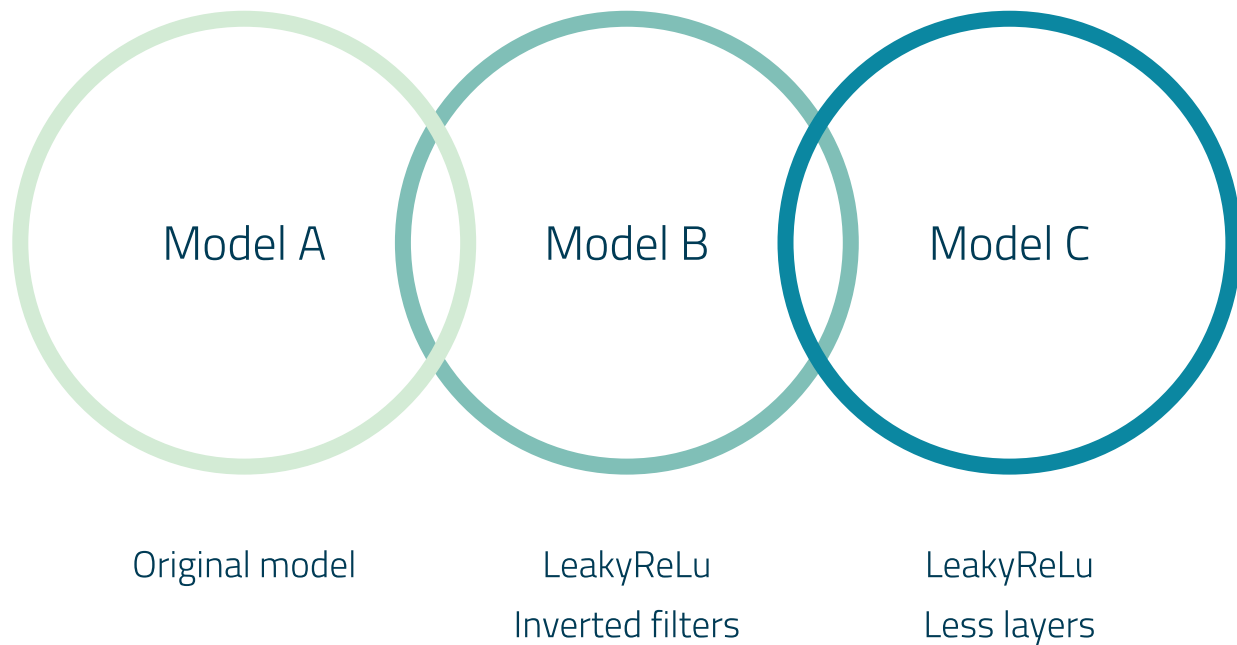 Model A
Model B
Model C
Original model
LeakyReLu
LeakyReLu
Inverted filters
Less layers